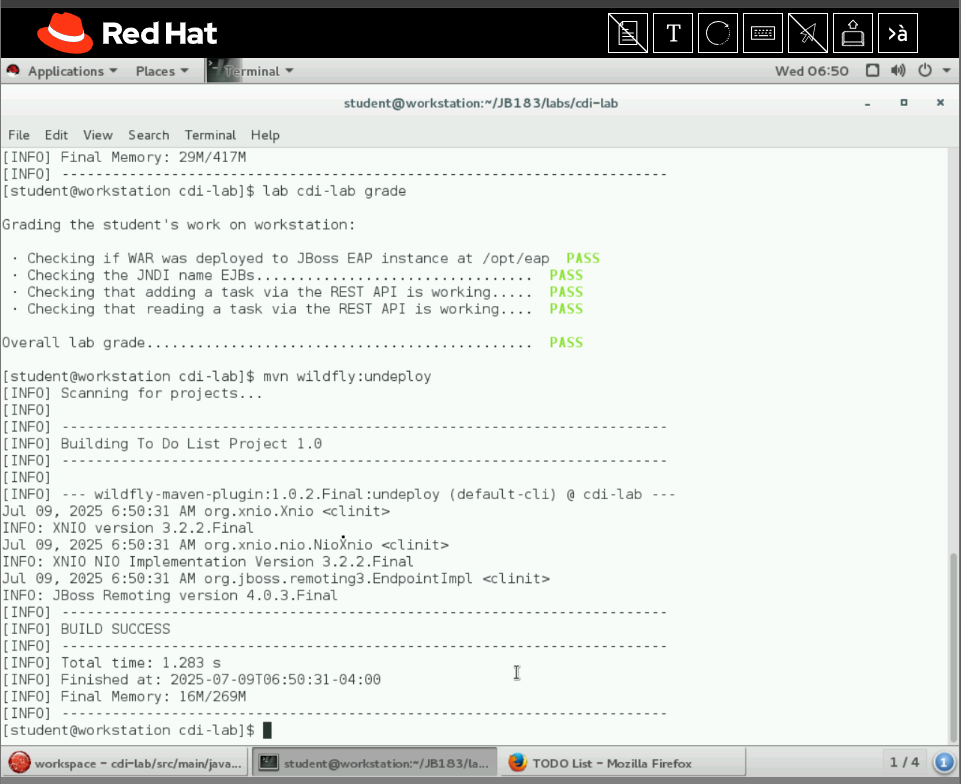 Red Hat
T
>à
Applications
Places
Terminal
Wed 06:50
student@workstation:~/JB183/labs/cdi-lab
File Edit View Search Terminal Help
[INFO] Final Memory: 29M/417M
[INFO] ------------------------------------------------------------------------
[student@workstation cdi-lab]$ lab cdi-lab grade
Grading the student's work on workstation:
· Checking if WAR was deployed to JBoss EAP instance at /opt/eap PASS
· Checking the JNDI name EJBs................................. PASS
· Checking that adding a task via the REST API is working..... PASS
· Checking that reading a task via the REST API is working.... PASS
Overall lab grade.............................................. PASS
[student@workstation cdi-lab]$ mvn wildfly:undeploy
[INFO] Scanning for projects...
[INFO]
[INFO] ------------------------------------------------------------------------
[INFO] Building To Do List Project 1.0
[INFO] ------------------------------------------------------------------------
[INFO]
[INFO] --- wildfly-maven-plugin:1.0.2.Final:undeploy (default-cli) @ cdi-lab ---
Jul 09, 2025 6:50:31 AM org.xnio.Xnio <clinit>
INFO: XNIO version 3.2.2.Final
Jul 09, 2025 6:50:31 AM org.xnio.nio.NioXnio <clinit>
INFO: XNIO NIO Implementation Version 3.2.2.Final
Jul 09, 2025 6:50:31 AM org.jboss.remoting3.EndpointImpl <clinit>
INFO: JBoss Remoting version 4.0.3.Final
[INFO] ------------------------------------------------------------------------
[INFO] BUILD SUCCESS
[INFO] ------------------------------------------------------------------------
[INFO] Total time: 1.283 s
[INFO] Finished at: 2025-07-09T06:50:31-04:00
[INFO] Final Memory: 16M/269M
[INFO] ------------------------------------------------------------------------
[student@workstation cdi-lab]$
workspace - cdi-lab/src/main/java...
student@workstation:~/JB183/la...
TODO List - Mozilla Firefox
1 / 4
1